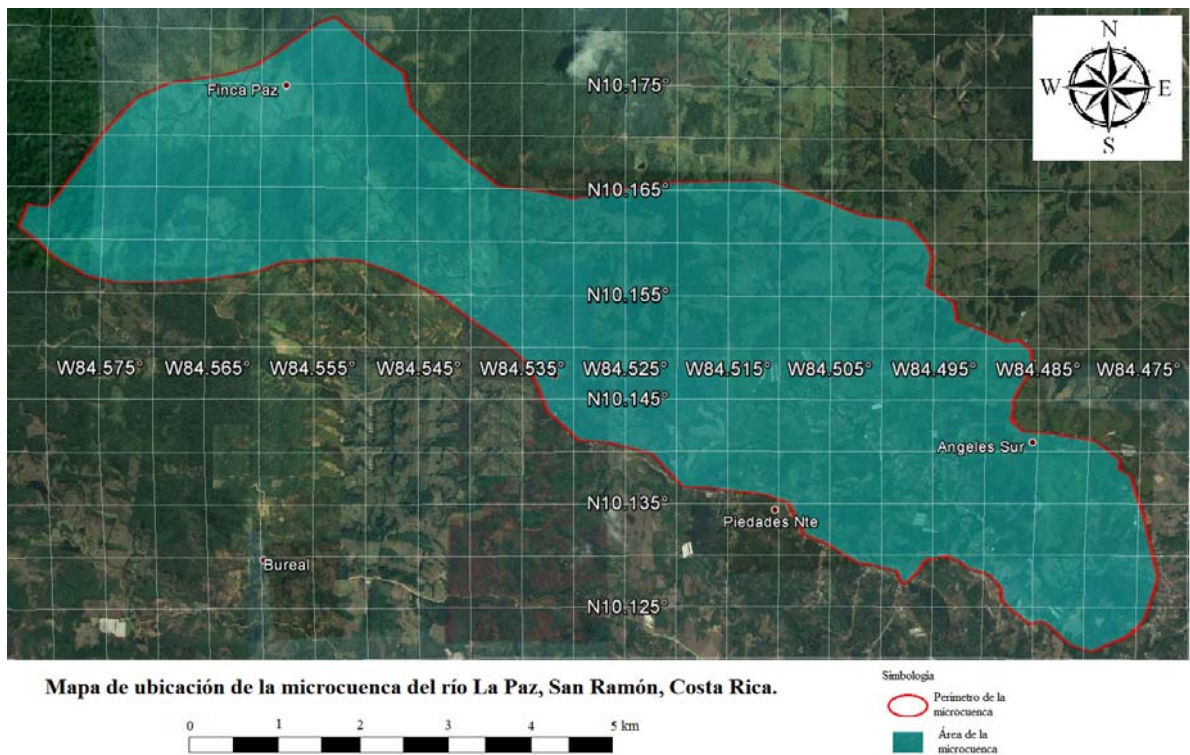 N
W E
S
Finca Paz
N10.175°
N10.165°
N10.155°
W84.575° W84.565° W84.555° W84.545° W84.535° W84.525° W84.515° W84.505° W84.495° W84.485° W84.475°
N10.145°
Angeles Sur
N10.135°
Piedades Nte
Bureal
N10.125°
Mapa de ubicación de la microcuenca del río La Paz, San Ramón, Costa Rica.
0 1 2 3 4 5 km
Simbología
Perimetro de la
microcuenca
Área de la
microcuenca